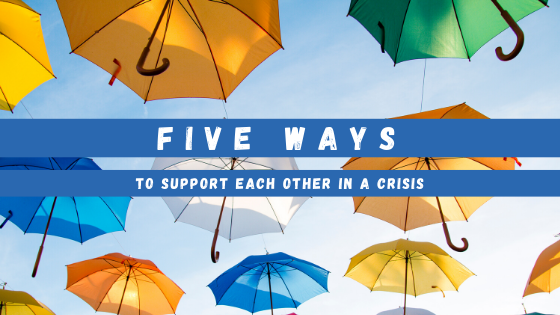 FIVE WAYS
TO SUPPORT EACH OTHER IN A CRISIS